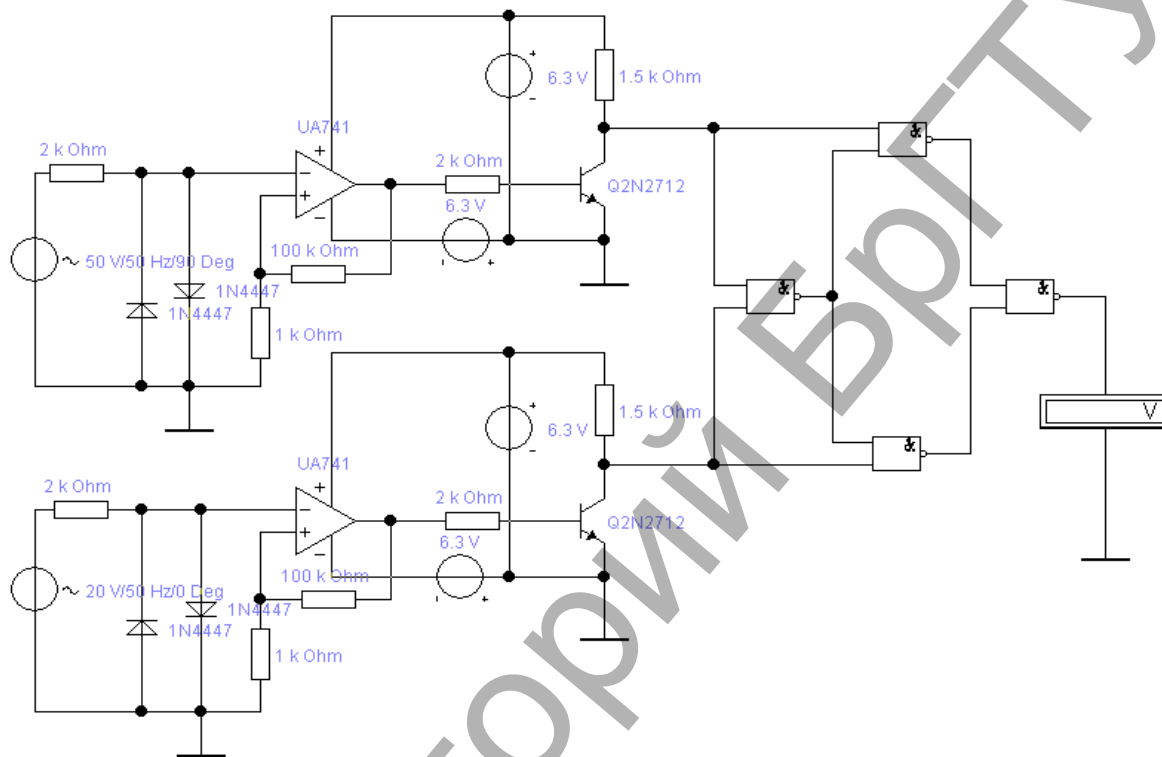 6.3 V
1.5 k Ohm
UA741
2 k Ohm
2 k Ohm
Q2N2712
6.3 V
50 V/50 Hz/90 Deg
100 k Ohm
1N4447
1N4447
1 k Ohm
&
&
&
&
V
6.3 V
1.5 k Ohm
UA741
2 k Ohm
2 k Ohm
Q2N2712
6.3 V
20 V/50 Hz/0 Deg
100 k Ohm
1N4447
1N4447
1 k Ohm
торий БрГТУ